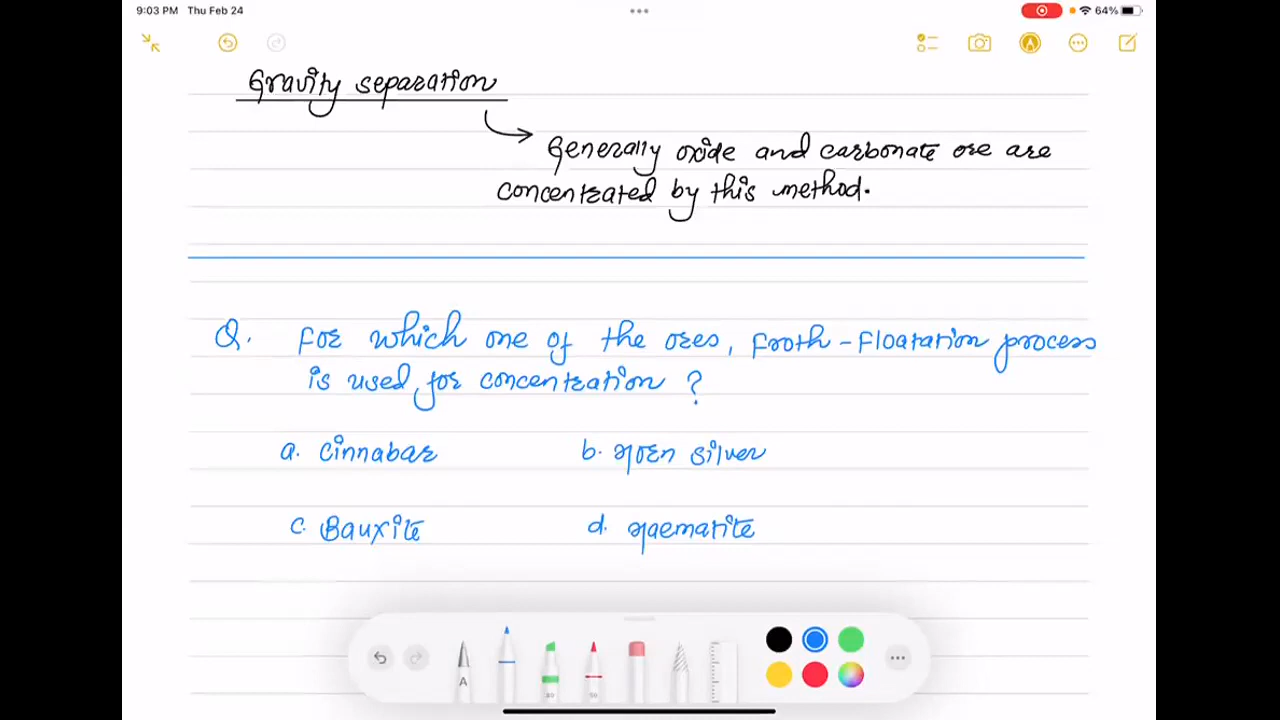 9:03 PM Thu Feb 24
64%
Gravity separation
Generally oxide and carbonate ore are
concentrated by this method.
Q. For which one of the ores, Froth-Floatation process
is used for concentration ?
a. Cinnabar b. Horn silver
c. Bauxite d. Haematite
A